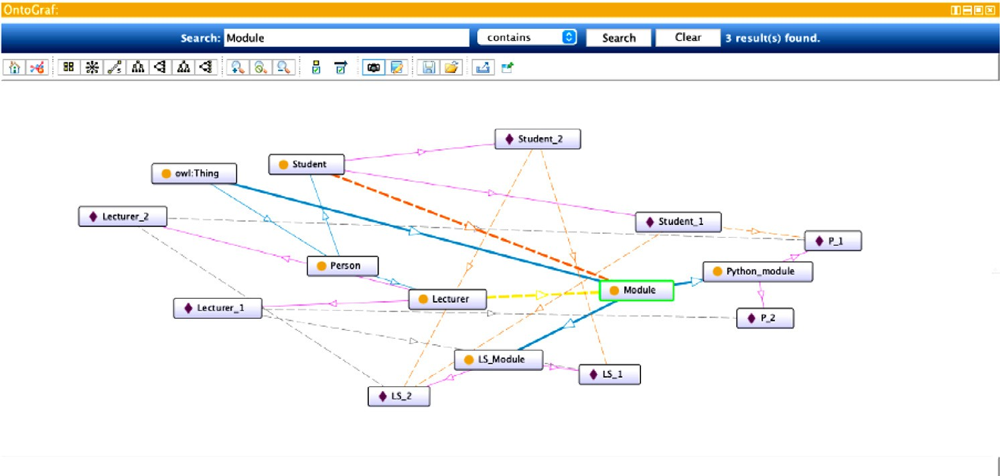 OntoGraf:
Search: Module contains Search Clear 3 result(s) found.
Student_2
Student
owl:Thing
Lecturer_2
Student_1
P_1
Person
Python_module
Module
Lecturer
Lecturer_1
P_2
LS_Module
LS_1
LS_2